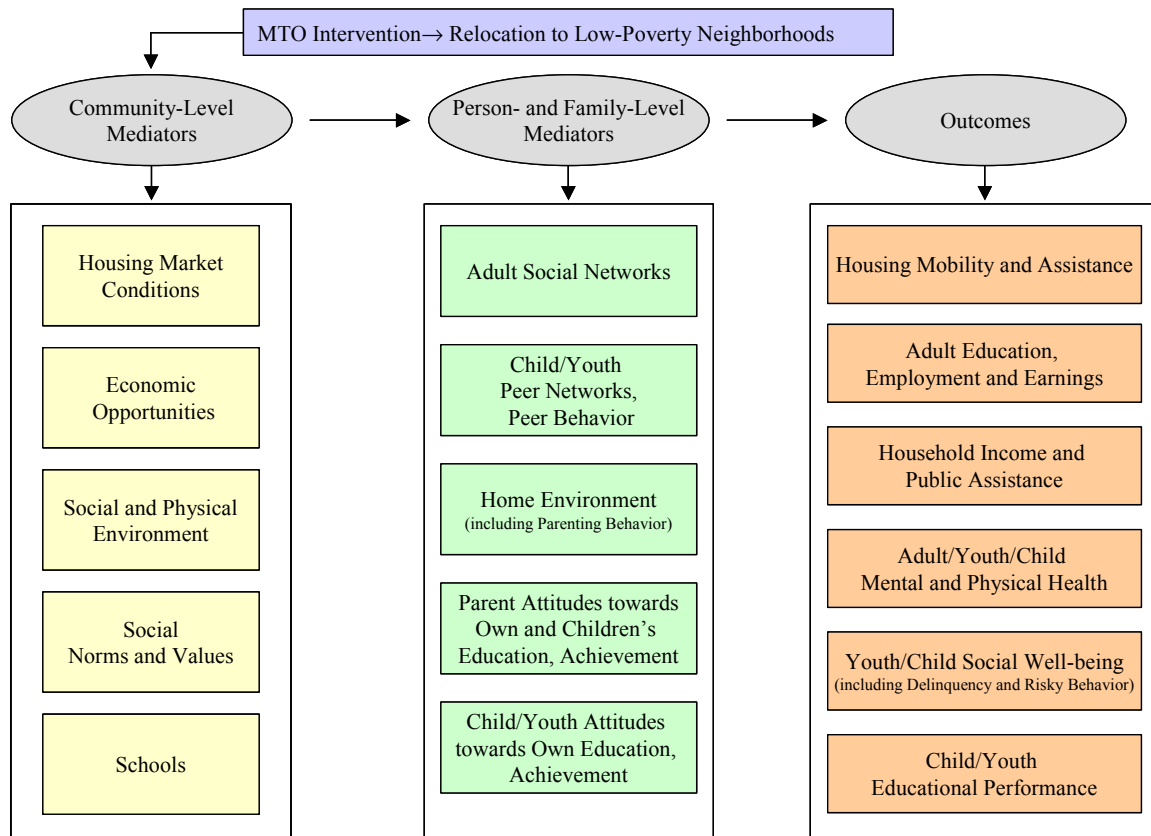 MTO Intervention→ Relocation to Low-Poverty Neighborhoods
Community-Level
Mediators
Person- and Family-Level
Mediators
Outcomes
Housing Market
Conditions
Economic
Opportunities
Social and Physical
Environment
Social
Norms and Values
Schools
Adult Social Networks
Child/Youth
Peer Networks,
Peer Behavior
Home Environment
(including Parenting Behavior)
Parent Attitudes towards
Own and Children’s
Education, Achievement
Child/Youth Attitudes
towards Own Education,
Achievement
Housing Mobility and Assistance
Adult Education,
Employment and Earnings
Household Income and
Public Assistance
Adult/Youth/Child
Mental and Physical Health
Youth/Child Social Well-being
(including Delinquency and Risky Behavior)
Child/Youth
Educational Performance